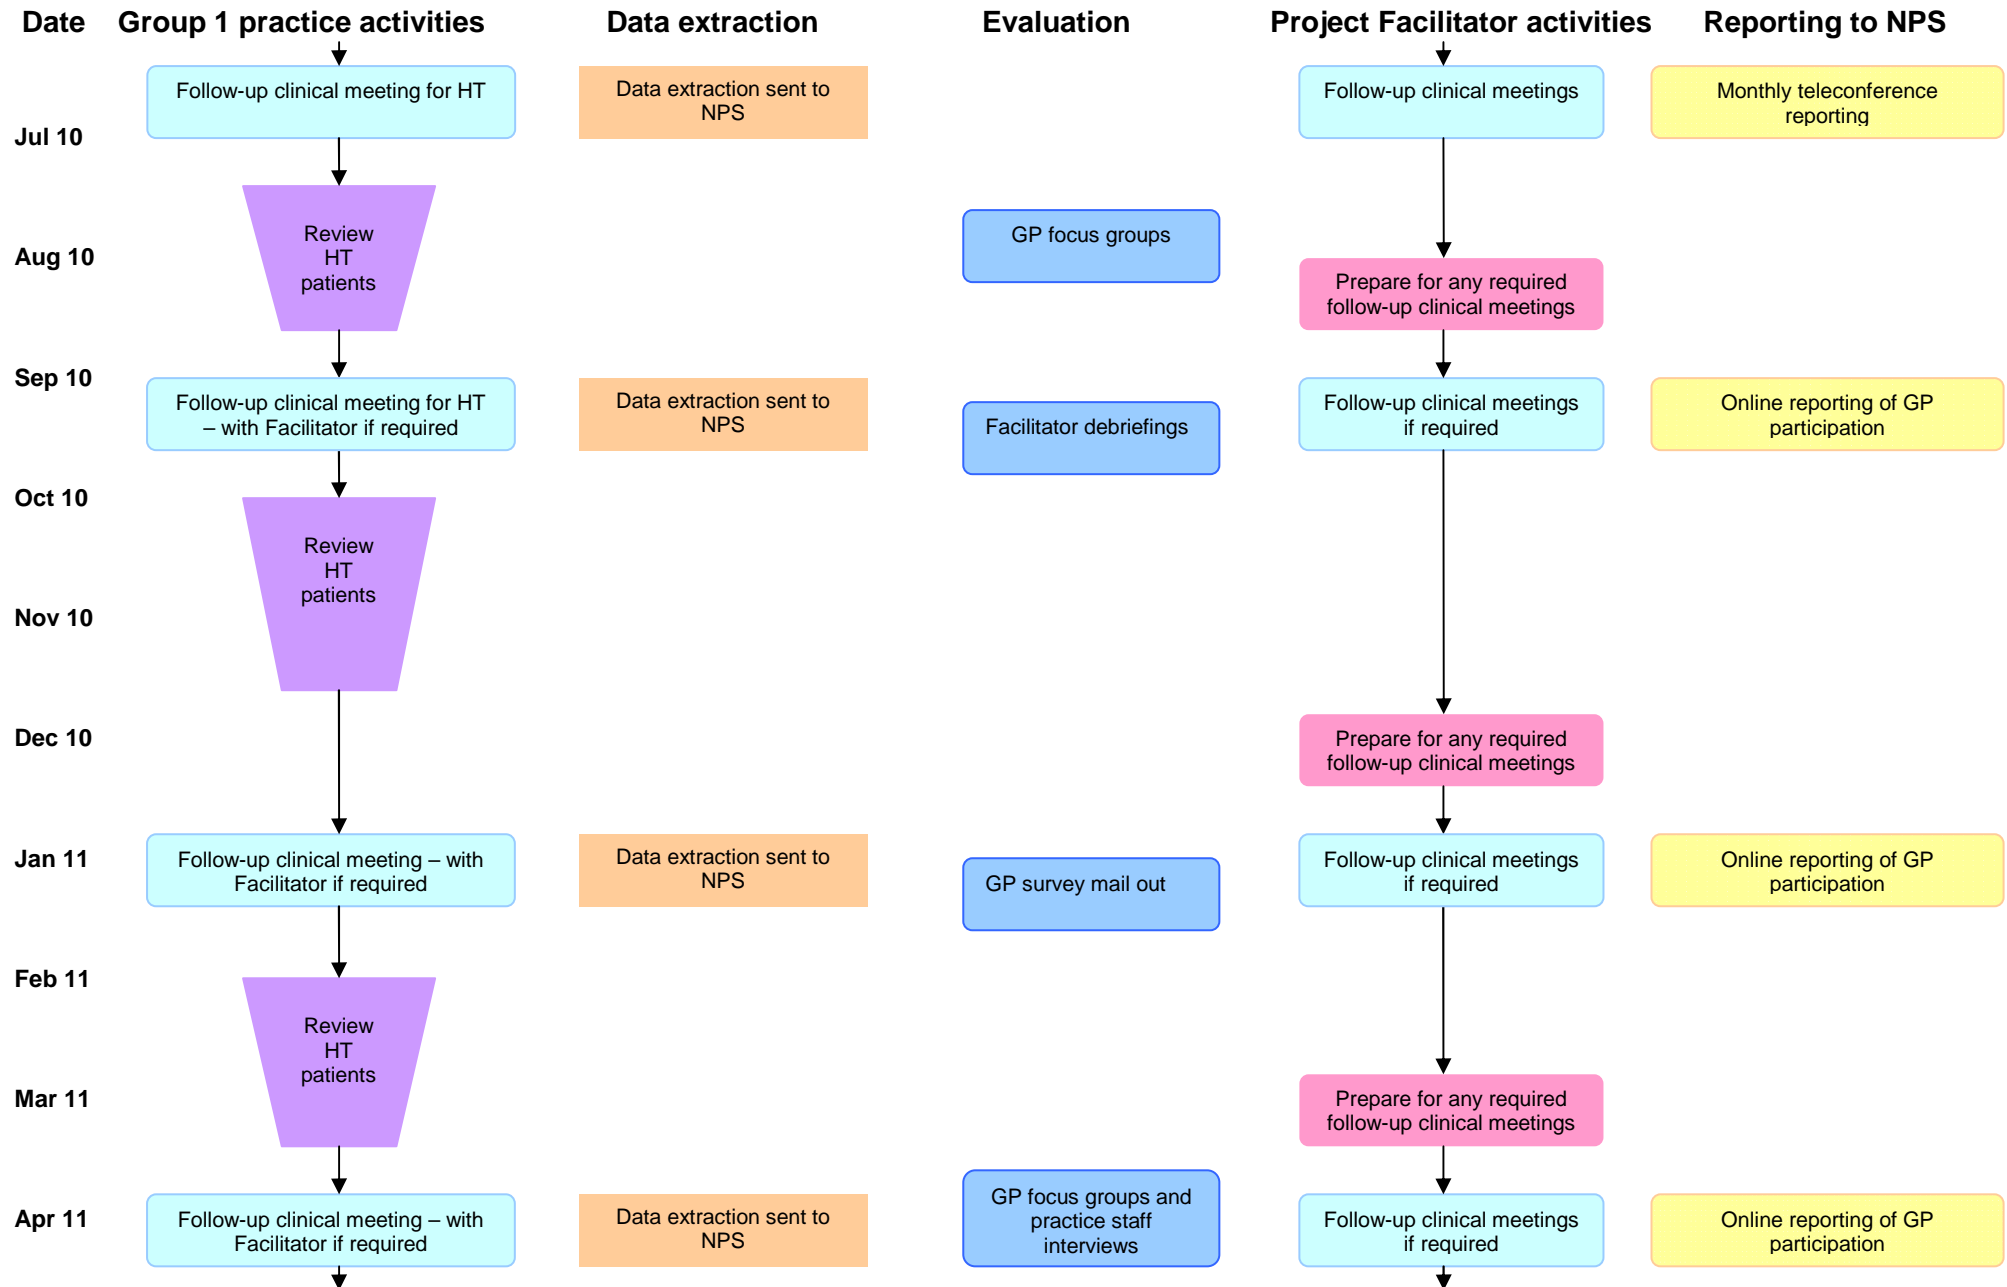 Date
Group 1 practice activities
Data extraction
Evaluation
Project Facilitator activities
Reporting to NPS
Follow-up clinical meeting for HT
Data extraction sent to
NPS
Follow-up clinical meetings
Monthly teleconference
reporting
Jul 10
Review
HT
patients
GP focus groups
Aug 10
Prepare for any required
follow-up clinical meetings
Sep 10
Follow-up clinical meeting for HT
– with Facilitator if required
Data extraction sent to
NPS
Facilitator debriefings
Follow-up clinical meetings
if required
Online reporting of GP
participation
Oct 10
Review
HT
patients
Nov 10
Dec 10
Prepare for any required
follow-up clinical meetings
Jan 11
Follow-up clinical meeting – with
Facilitator if required
Data extraction sent to
NPS
GP survey mail out
Follow-up clinical meetings
if required
Online reporting of GP
participation
Feb 11
Review
HT
patients
Mar 11
Prepare for any required
follow-up clinical meetings
Apr 11
Follow-up clinical meeting – with
Facilitator if required
Data extraction sent to
NPS
GP focus groups and
practice staff
interviews
Follow-up clinical meetings
if required
Online reporting of GP
participation